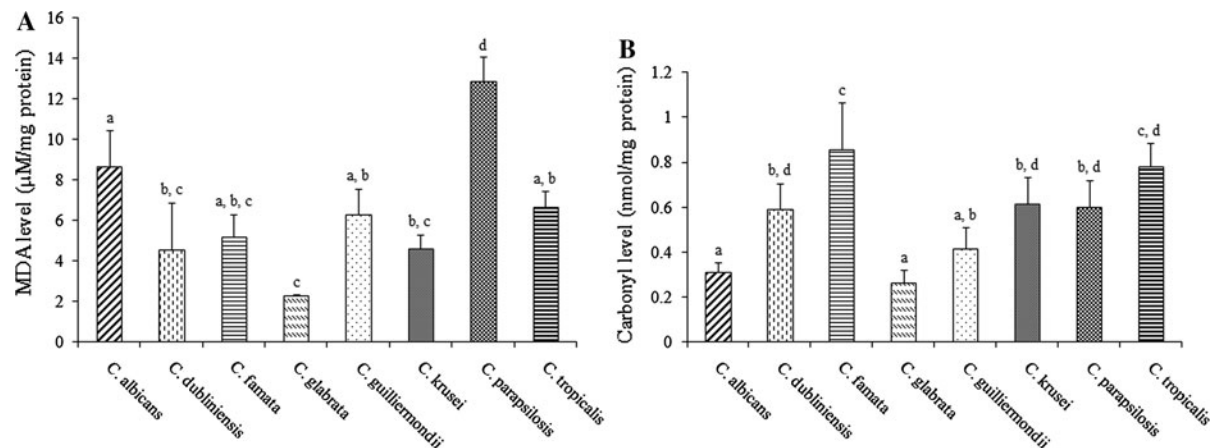 A
MDA level (µM/mg protein)
16
14
12
10
8
6
4
2
0
a
b, c
a, b, c
c
a, b
b, c
d
a, b
C. albicans
C. dubliniensis
C. famata
C. glabrata
C. guilliermondii
C. krusei
C. parapsilosis
C. tropicalis
B
Carbonyl level (nmol/mg protein)
1.2
1
0.8
0.6
0.4
0.2
0
a
b, d
c
a
a, b
b, d
b, d
c, d
C. albicans
C. dubliniensis
C. famata
C. glabrata
C. guilliermondii
C. krusei
C. parapsilosis
C. tropicalis